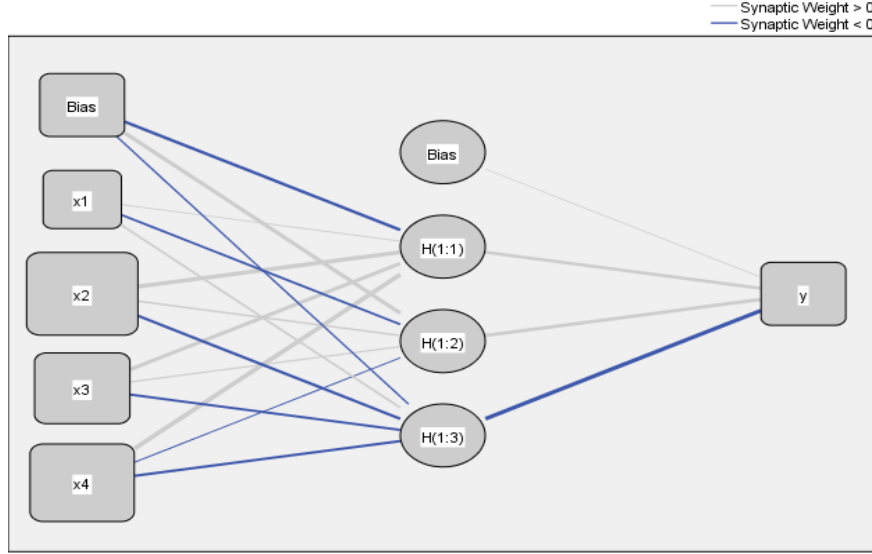 Synaptic Weight > 0
Synaptic Weight < 0
Bias
x1
x2
x3
x4
Bias
H(1:1)
H(1:2)
H(1:3)
y